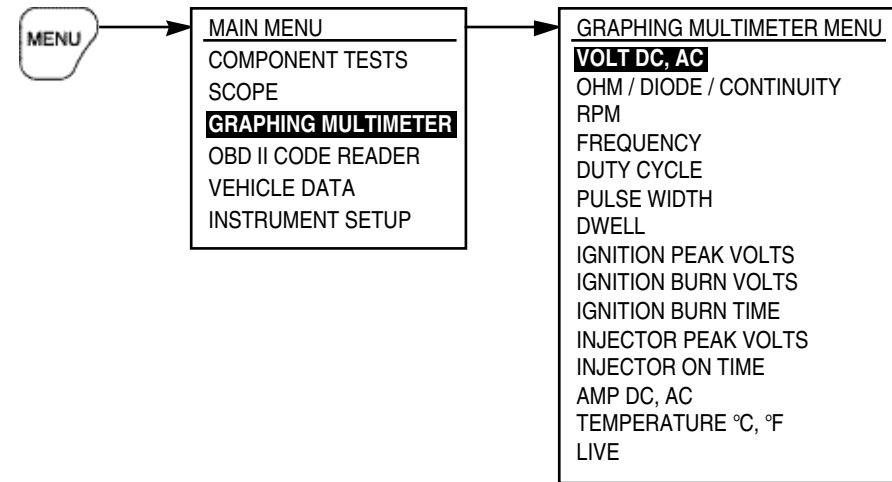 MENU
MAIN MENU
COMPONENT TESTS
SCOPE
GRAPHING MULTIMETER
OBD II CODE READER
VEHICLE DATA
INSTRUMENT SETUP
GRAPHING MULTIMETER MENU
VOLT DC, AC
OHM / DIODE / CONTINUITY
RPM
FREQUENCY
DUTY CYCLE
PULSE WIDTH
DWELL
IGNITION PEAK VOLTS
IGNITION BURN VOLTS
IGNITION BURN TIME
INJECTOR PEAK VOLTS
INJECTOR ON TIME
AMP DC, AC
TEMPERATURE °C, °F
LIVE